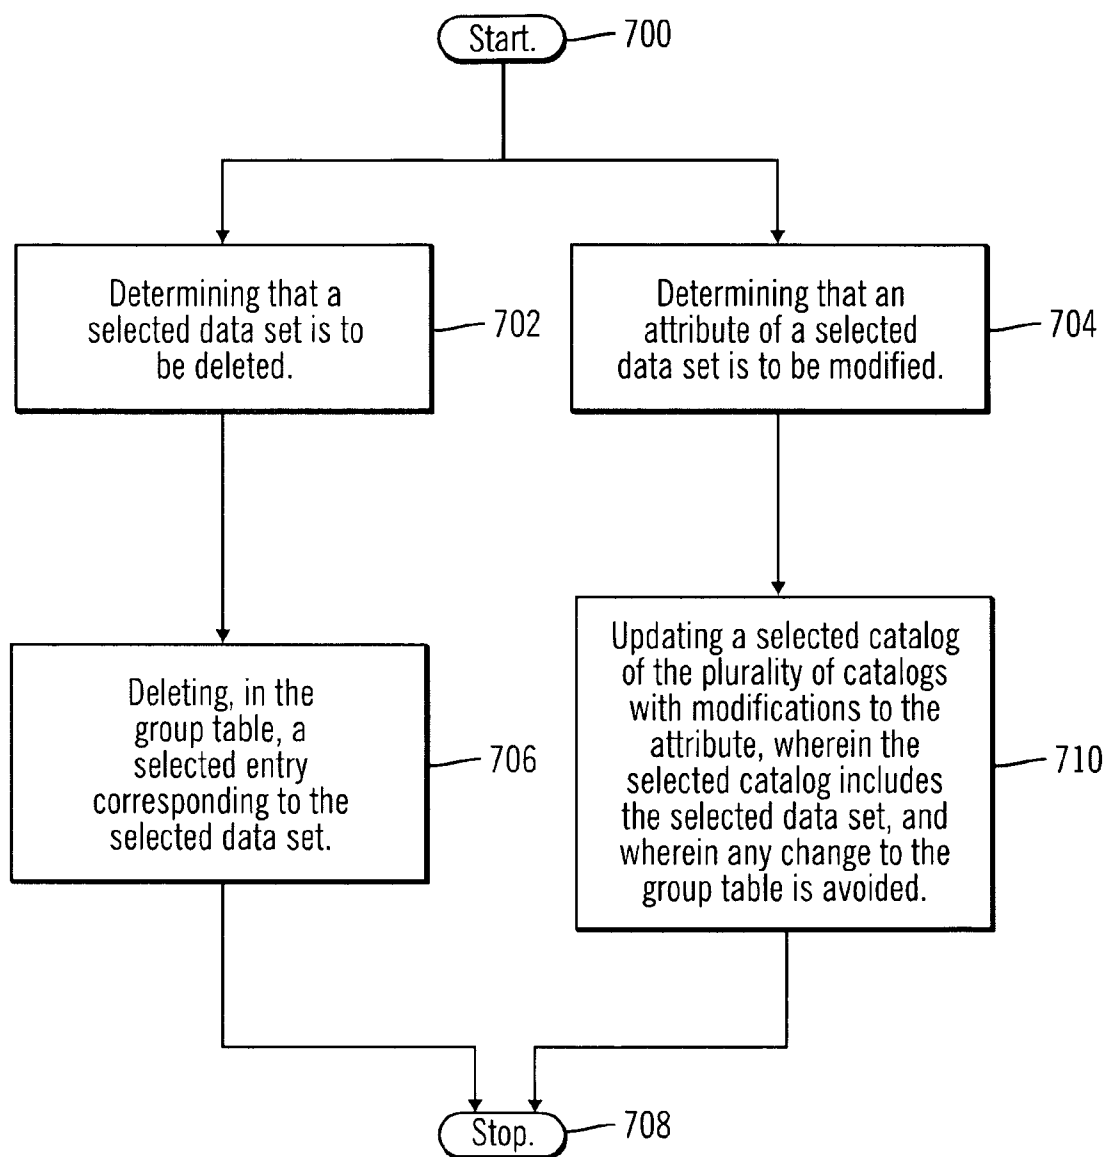 Start.
700
Determining that a
selected data set is to
be deleted.
702
Determining that an
attribute of a selected
data set is to be modified.
704
Deleting, in the
group table, a
selected entry
corresponding to the
selected data set.
706
Updating a selected catalog
of the plurality of catalogs
with modifications to the
attribute, wherein the
selected catalog includes
the selected data set, and
wherein any change to the
group table is avoided.
710
Stop.
708